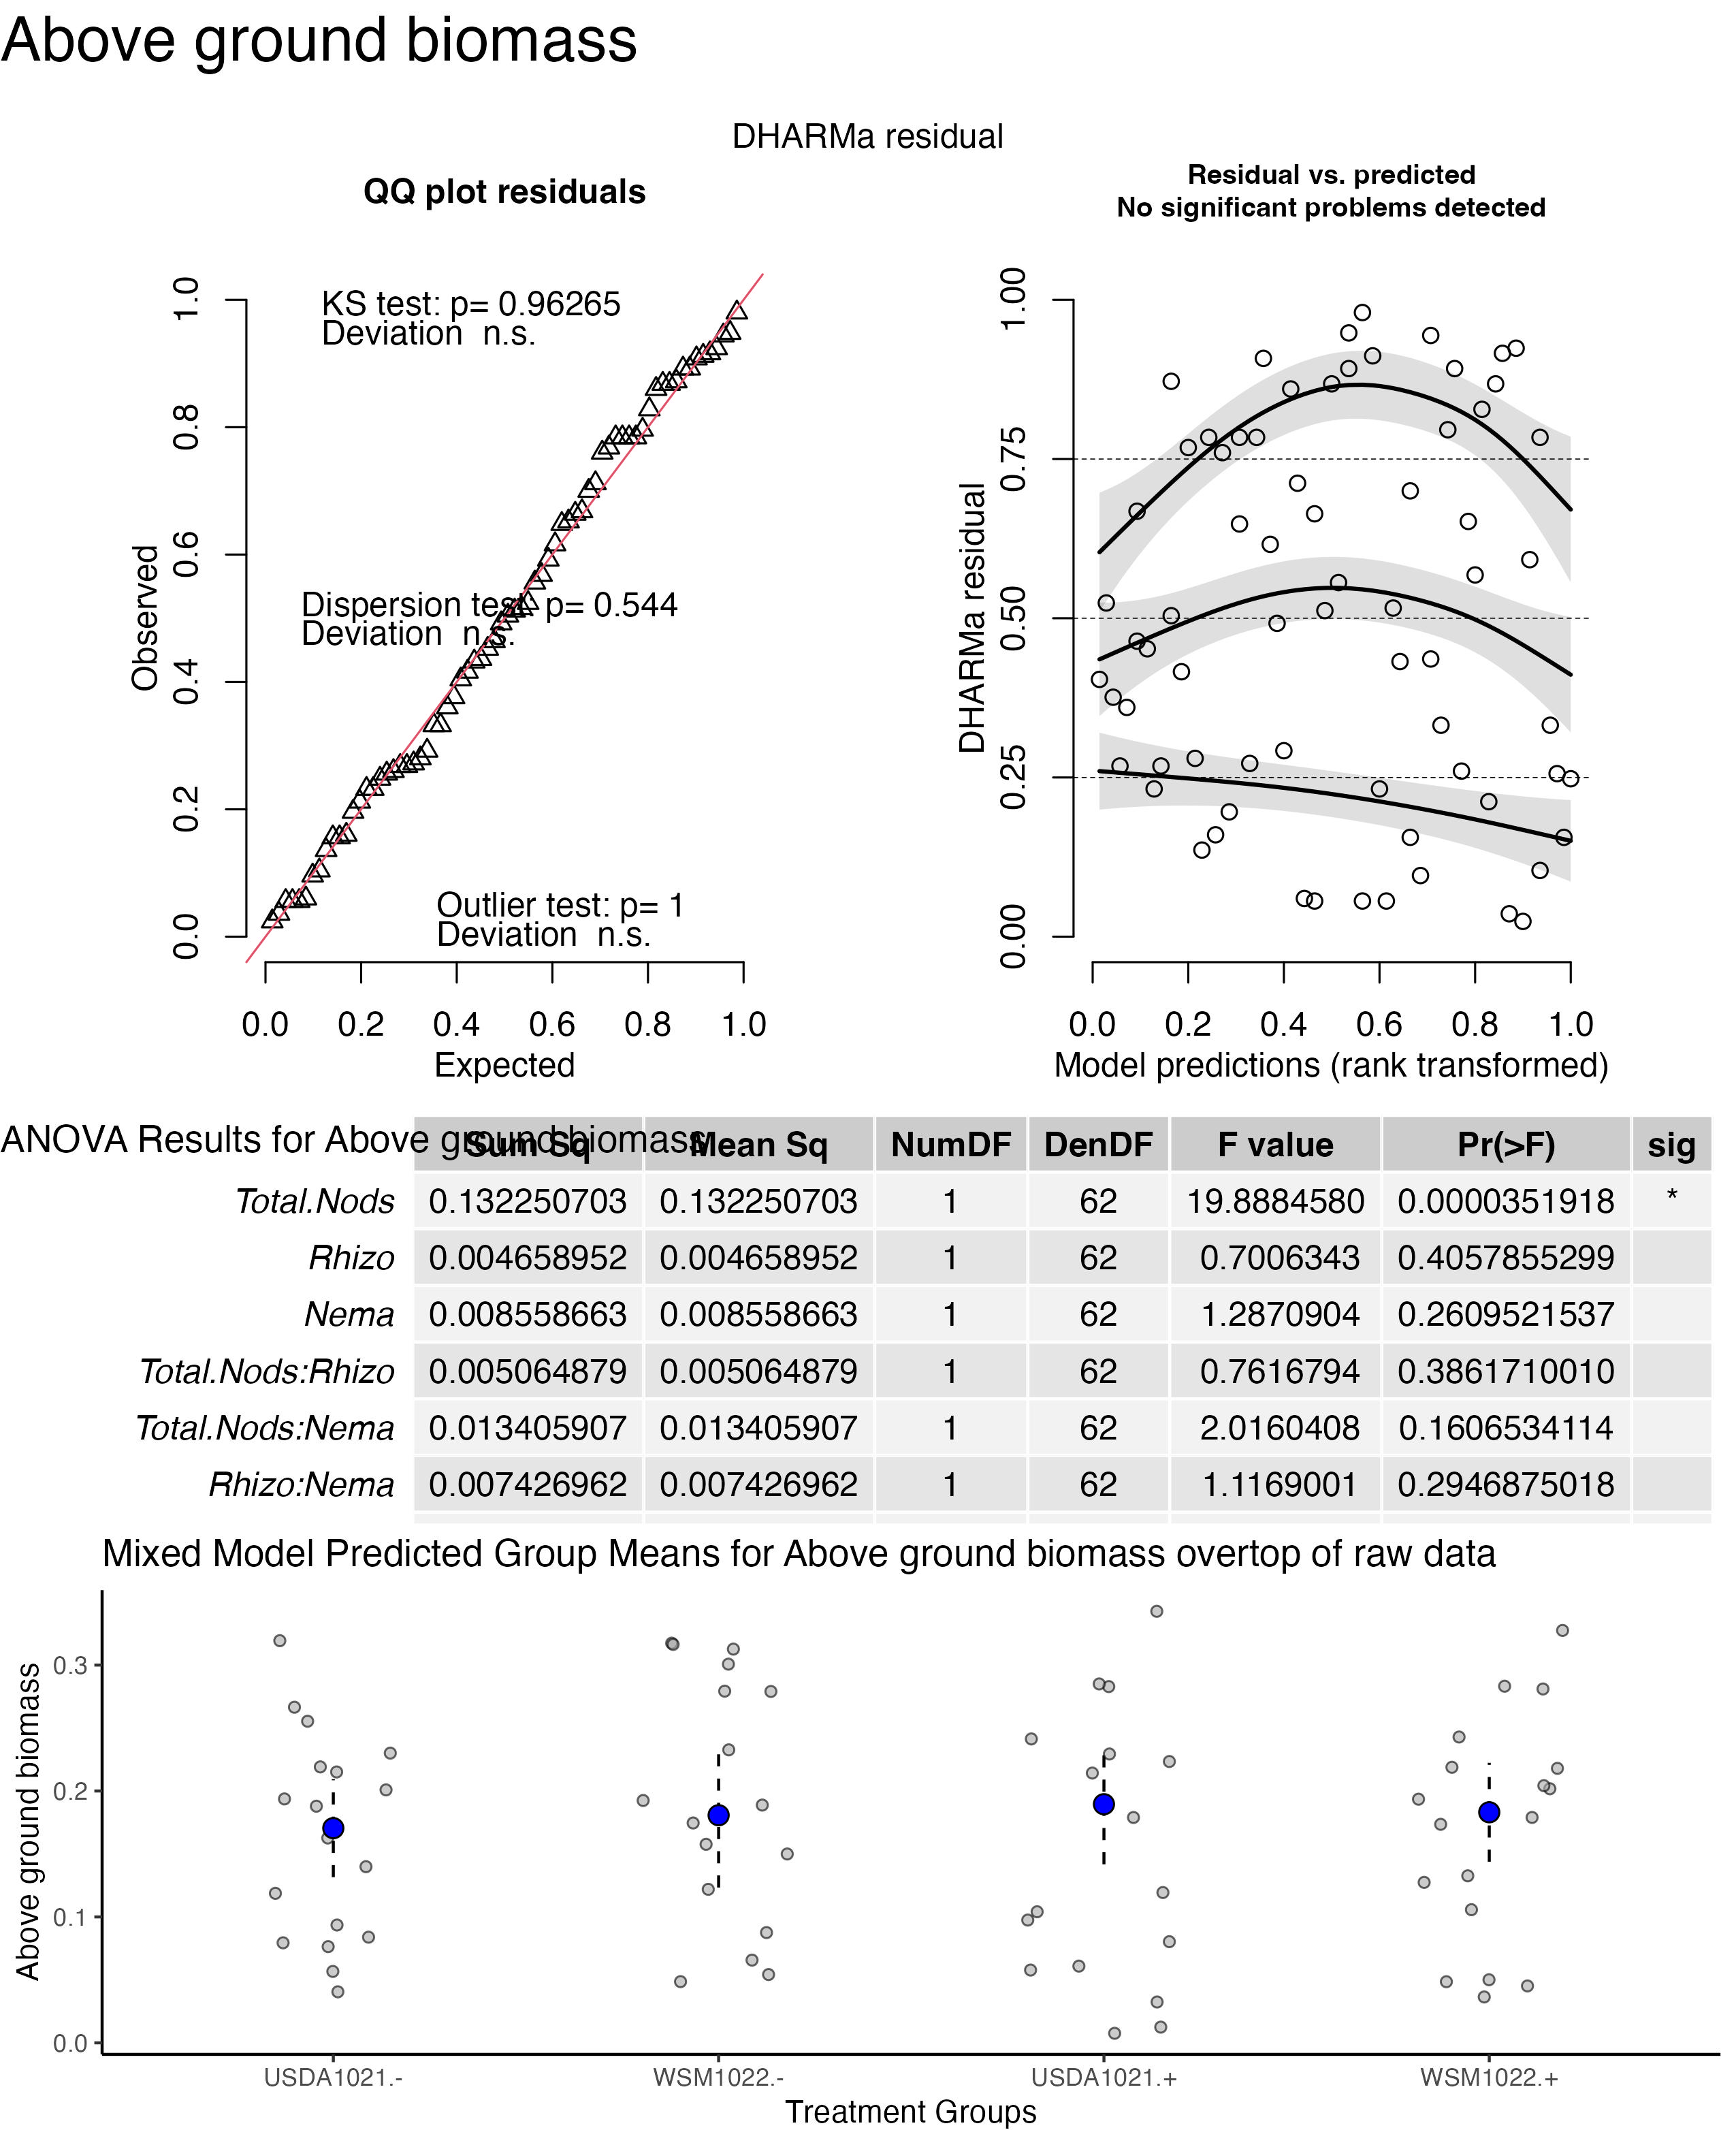 Above ground biomass
DHARMa residual
QQ plot residuals
Residual vs. predicted
No significant problems detected
KS test: p= 0.96265
Deviation n.s.
Dispersion test: p= 0.544
Deviation n.s.
Outlier test: p= 1
Deviation n.s.
Observed
0.0 0.2 0.4 0.6 0.8 1.0
0.0 0.2 0.4 0.6 0.8 1.0
Expected
DHARMa residual
0.00 0.25 0.50 0.75 1.00
0.0 0.2 0.4 0.6 0.8 1.0
Model predictions (rank transformed)
ANOVA Results for Above ground biomass
Sum Sq Mean Sq NumDF DenDF F value Pr(>F) sig
Total.Nods 0.132250703 0.132250703 1 62 19.8884580 0.0000351918 *
Rhizo 0.004658952 0.004658952 1 62 0.7006343 0.4057855299
Nema 0.008558663 0.008558663 1 62 1.2870904 0.2609521537
Total.Nods:Rhizo 0.005064879 0.005064879 1 62 0.7616794 0.3861710010
Total.Nods:Nema 0.013405907 0.013405907 1 62 2.0160408 0.1606534114
Rhizo:Nema 0.007426962 0.007426962 1 62 1.1169001 0.2946875018
Mixed Model Predicted Group Means for Above ground biomass overtop of raw data
Above ground biomass
0.3
0.2
0.1
0.0
USDA1021.- WSM1022.- USDA1021.+ WSM1022.+
Treatment Groups